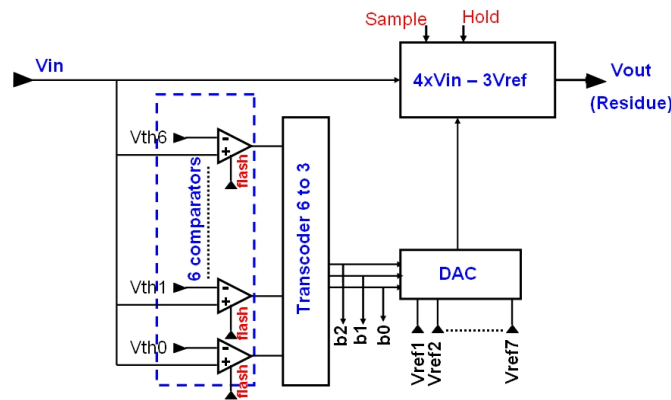 Sample
Hold
Vin
4xVin – 3Vref
Vout
(Residue)
Vth6
-
+
flash
6 comparators
Transcoder 6 to 3
Vth1
-
+
flash
DAC
Vth0
-
+
flash
b2
b1
b0
Vref1
Vref2
Vref7